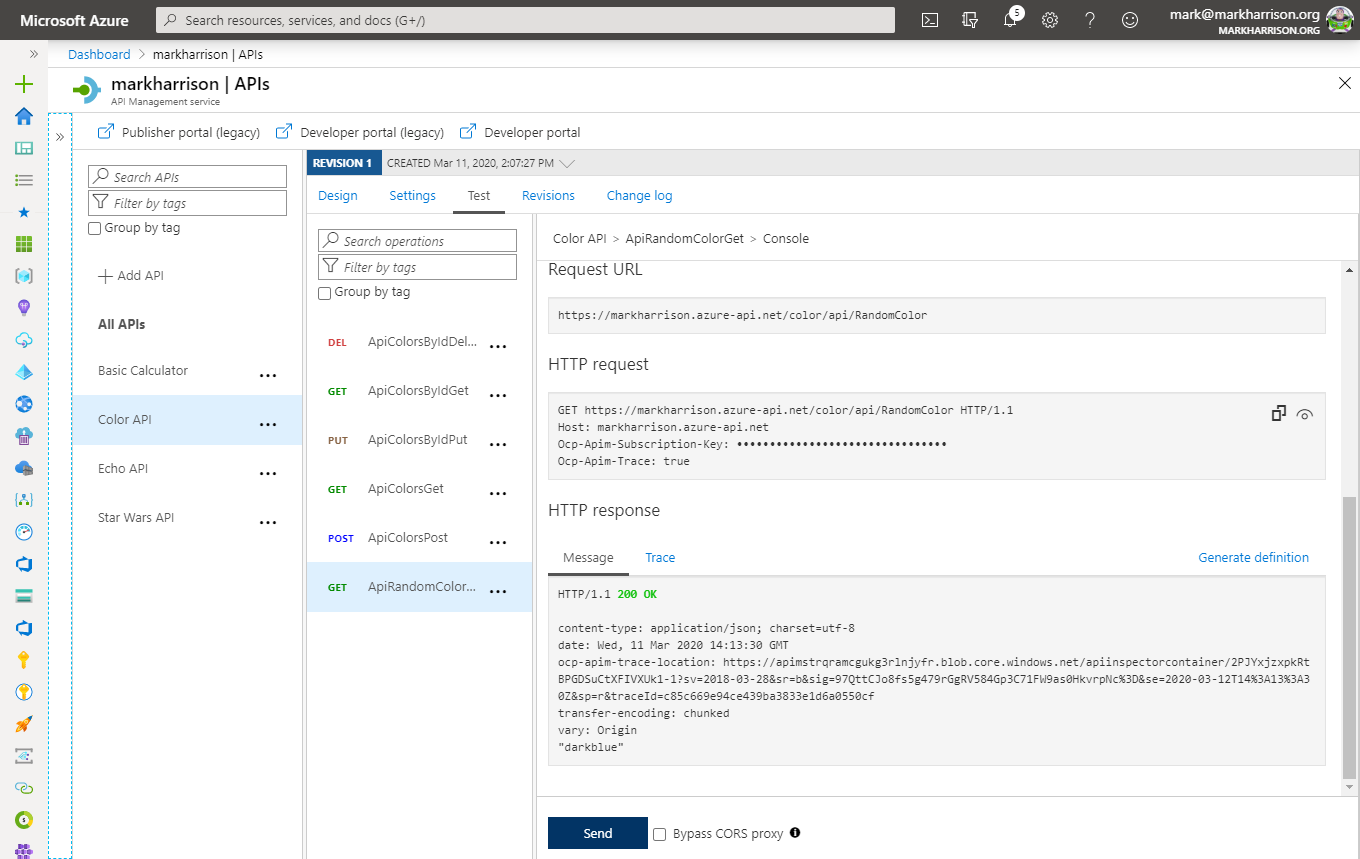 Microsoft Azure
Search resources, services, and docs (G+/)
5
mark@markharrison.org
MARKHARRISON.ORG
Dashboard > markharrison | APIs
markharrison | APIs
API Management service
Publisher portal (legacy)
Developer portal (legacy)
Developer portal
Search APIs
Filter by tags
Group by tag
Add API
All APIs
Basic Calculator
Color API
Echo API
Star Wars API
REVISION 1
CREATED Mar 11, 2020, 2:07:27 PM
Design
Settings
Test
Revisions
Change log
Search operations
Filter by tags
Group by tag
DEL ApiColorsByIdDel...
GET ApiColorsByIdGet
PUT ApiColorsByIdPut
GET ApiColorsGet
POST ApiColorsPost
GET ApiRandomColor...
Color API > ApiRandomColorGet > Console
Request URL
https://markharrison.azure-api.net/color/api/RandomColor
HTTP request
GET https://markharrison.azure-api.net/color/api/RandomColor HTTP/1.1
Host: markharrison.azure-api.net
Ocp-Apim-Subscription-Key: ••••••••••••••••••••••••••••••••
Ocp-Apim-Trace: true
HTTP response
Message
Trace
Generate definition
HTTP/1.1 200 OK
content-type: application/json; charset=utf-8
date: Wed, 11 Mar 2020 14:13:30 GMT
ocp-apim-trace-location: https://apimstrqramcgukg3rlnjyfr.blob.core.windows.net/apiinspectorcontainer/2PJYxjzxpkRt
BPGDSuCtXFIVXUk1-1?sv=2018-03-28&sr=b&sig=97QttCJo8fs5g479rGgRV584Gp3C71FW9as0HkvrpNc%3D&se=2020-03-12T14%3A13%3A3
0Z&sp=r&traceId=c85c669e94ce439ba3833e1d6a0550cf
transfer-encoding: chunked
vary: Origin
"darkblue"
Send
Bypass CORS proxy